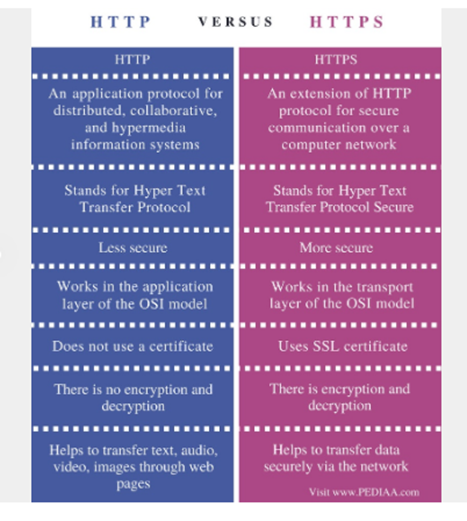 HTTP VERSUS HTTPS
HTTP
HTTPS
An application protocol for
distributed, collaborative,
and hypermedia
information systems
An extension of HTTP
protocol for secure
communication over a
computer network
Stands for Hyper Text
Transfer Protocol
Stands for Hyper Text
Transfer Protocol Secure
Less secure
More secure
Works in the application
layer of the OSI model
Works in the transport
layer of the OSI model
Does not use a certificate
Uses SSL certificate
There is no encryption and
decryption
There is encryption and
decryption
Helps to transfer text, audio,
video, images through web
pages
Helps to transfer data
securely via the network
Visit www.PEDIAA.com